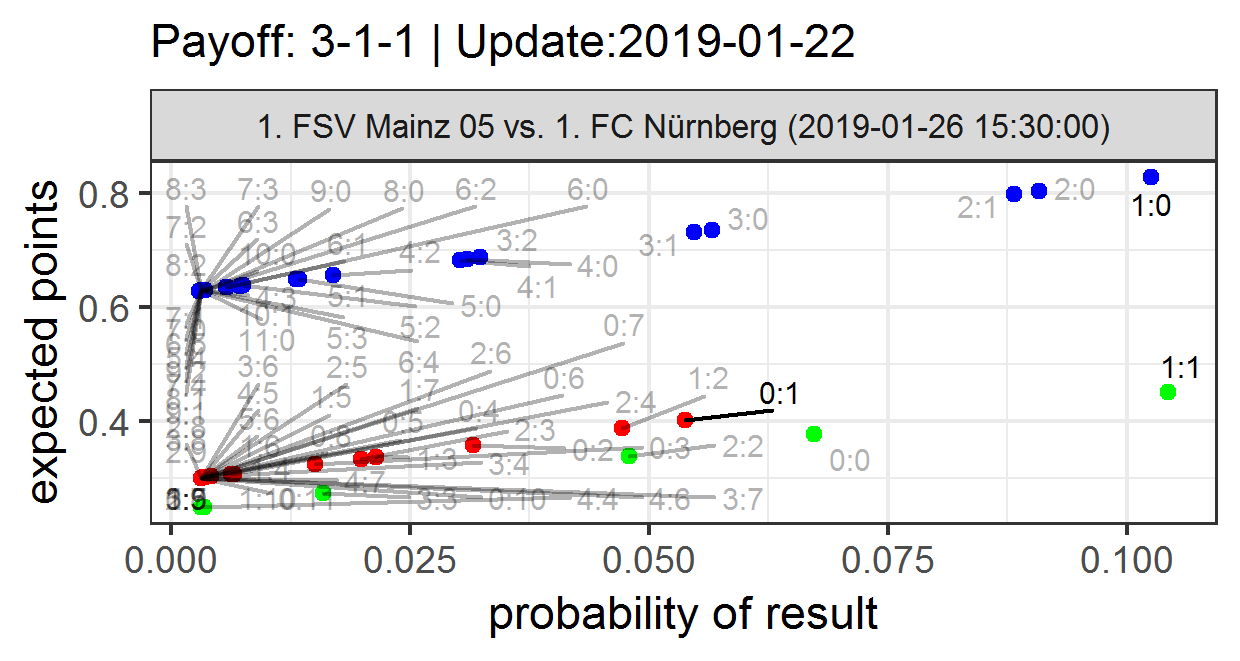 Payoff: 3-1-1 | Update:2019-01-22
1. FSV Mainz 05 vs. 1. FC Nürnberg (2019-01-26 15:30:00)
expected points
0.8
0.6
0.4
8:3 7:3 9:0 8:0 6:2 6:0
7:2 6:3
8:2 10:0 6:1 4:2 3:2 3:0 3:1 2:1 2:0 1:0
4:0
4:3 5:1 4:1
10:1 5:0
11:0 5:3 5:2 0:7
3:6 2:5 6:4 2:6 1:1
4:5 1:5 1:7 0:6 1:2 0:1
5:6 0:8 0:5 0:4 2:4
1:6 2:3
1:3 3:4 0:2 0:3 2:2 0:0
4:7
1:10 0:11 3:3 0:10 4:4 4:6 3:7
0.000 0.025 0.050 0.075 0.100
probability of result